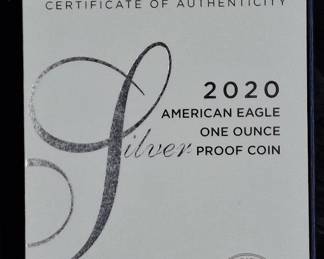 CERTIFICATE OF AUTHENTICITY
2020
AMERICAN EAGLE
ONE OUNCE
Silver PROOF COIN